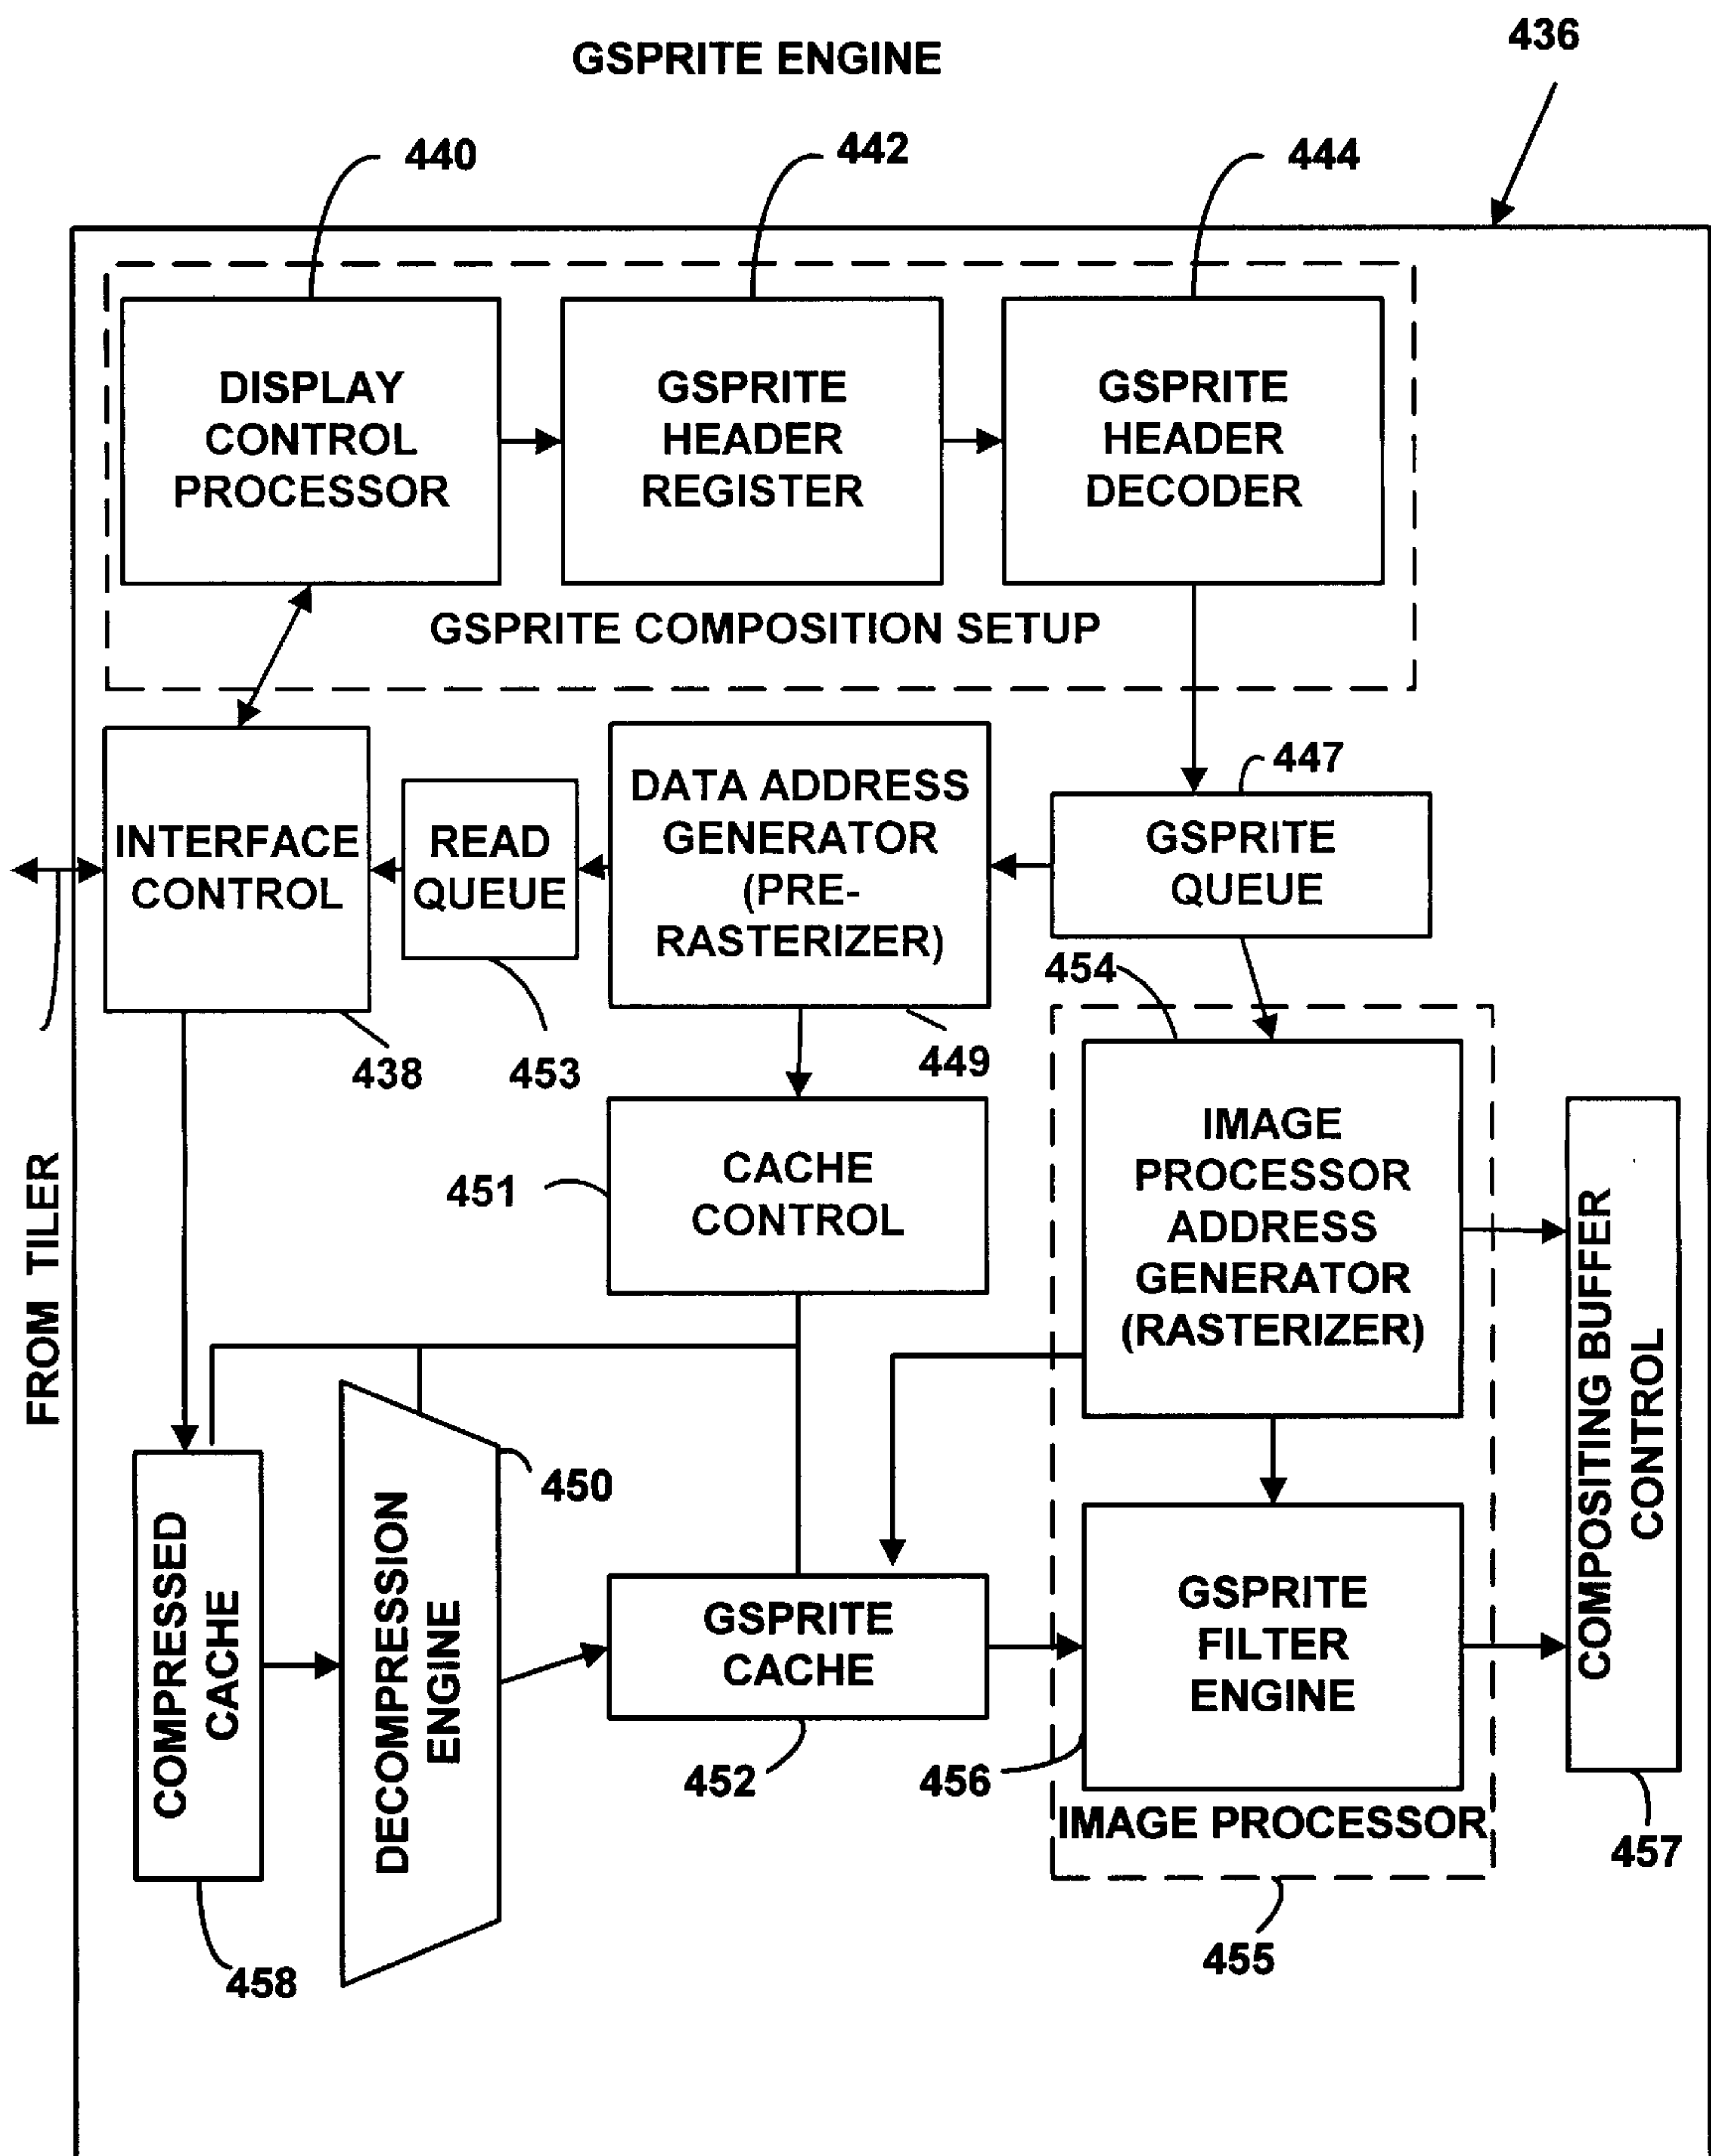 GSPRITE ENGINE
436
440
442
444
DISPLAY
CONTROL
PROCESSOR
GSPRITE
HEADER
REGISTER
GSPRITE
HEADER
DECODER
GSPRITE COMPOSITION SETUP
INTERFACE
CONTROL
READ
QUEUE
DATA ADDRESS
GENERATOR
(PRE-
RASTERIZER)
447
GSPRITE
QUEUE
438
453
449
454
FROM TILER
451
CACHE
CONTROL
IMAGE
PROCESSOR
ADDRESS
GENERATOR
(RASTERIZER)
COMPOSITING BUFFER
CONTROL
COMPRESSED
CACHE
450
DECOMPRESSION
ENGINE
GSPRITE
CACHE
452
456
GSPRITE
FILTER
ENGINE
IMAGE PROCESSOR
457
458
455